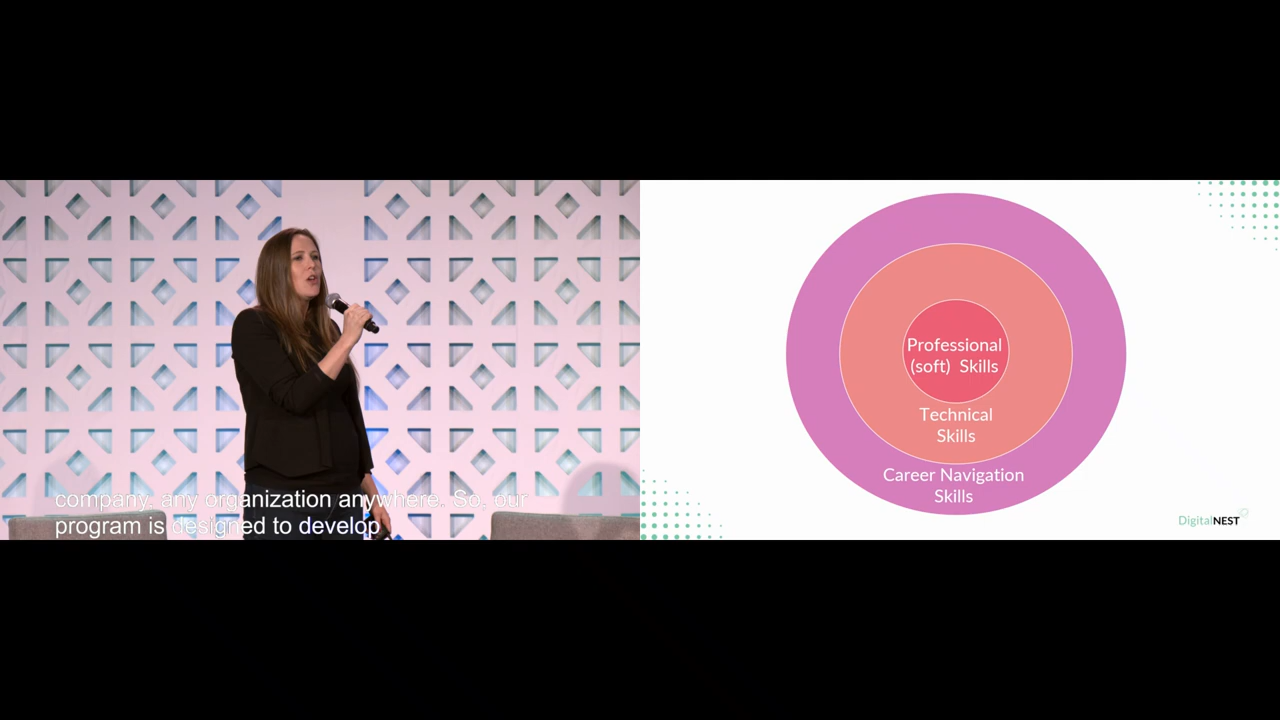 company, any organization anywhere. So, our
program is designed to develop
Professional
(soft) Skills
Technical
Skills
Career Navigation
Skills
DigitalNEST